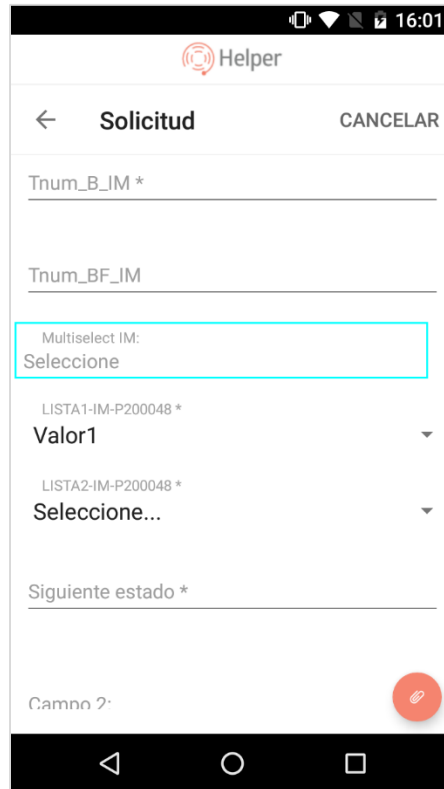 16:01
Helper
Solicitud CANCELAR
Tnum_B_IM *
Tnum_BF_IM
Multiselect IM:
Seleccione
LISTA1-IM-P200048 *
Valor1
LISTA2-IM-P200048 *
Seleccione...
Siguiente estado *
Campo 2: